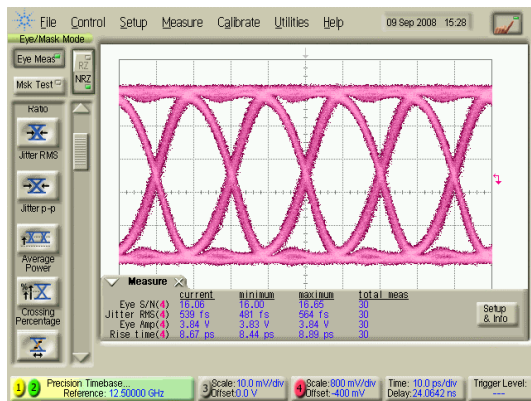 File Control Setup Measure Calibrate Utilities Help 09 Sep 2008 15:28
Eye/Mask Mode
Eye Meas
RZ
NRZ
Msk Test
Ratio
Jitter RMS
Jitter p-p
Average
Power
Crossing
Percentage
Measure
current minimum maximum total meas
Eye S/N(4) 16.06 16.00 16.65 30
Jitter RMS(4) 539 fs 481 fs 564 fs 30
Eye Amp(4) 3.84 V 3.83 V 3.84 V 30
Rise time(4) 8.67 ps 8.44 ps 8.89 ps 30
Setup
& Info
1 2 Precision Timebase...
Reference: 12.50000 GHz
3 Scale: 10.0 mV/div
Offset: 0.0 V
4 Scale: 800 mV/div
Offset: -400 mV
Time: 10.0 ps/div
Delay: 24.0642 ns
Trigger Level:
---